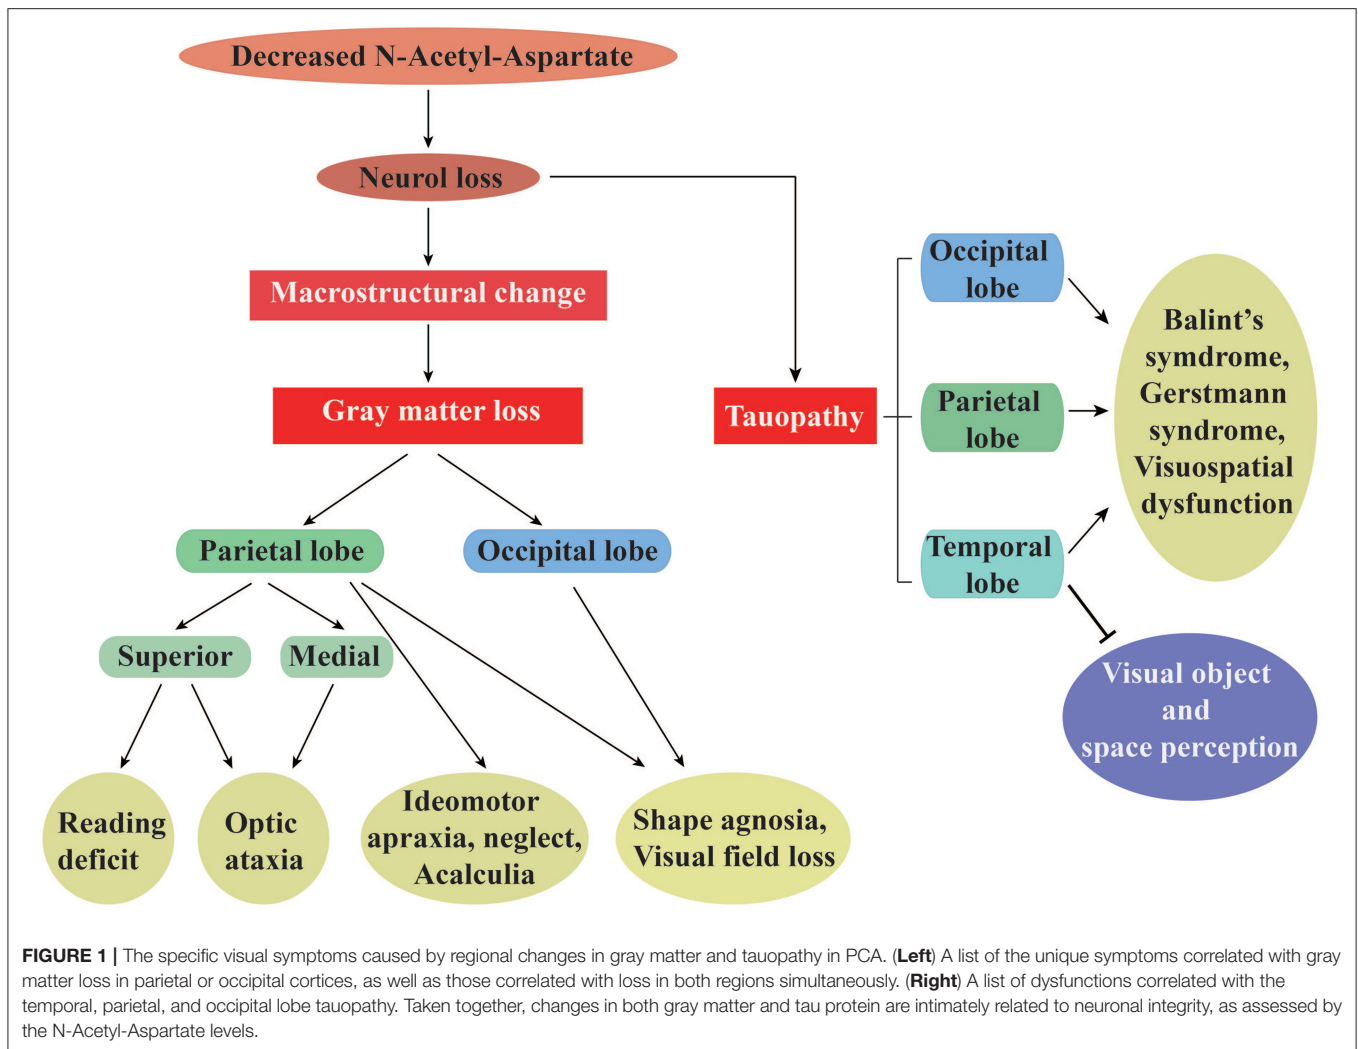 Decreased N-Acetyl-Aspartate
Neurol loss
Macrostructural change
Gray matter loss
Parietal lobe
Occipital lobe
Superior
Medial
Reading
deficit
Optic
ataxia
Ideomotor
apraxia, neglect,
Acalculia
Shape agnosia,
Visual field loss
Tauopathy
Occipital
lobe
Parietal
lobe
Temporal
lobe
Balint’s
symdrome,
Gerstmann
syndrome,
Visuospatial
dysfunction
Visual object
and
space perception
FIGURE 1 | The specific visual symptoms caused by regional changes in gray matter and tauopathy in PCA. (Left) A list of the unique symptoms correlated with gray
matter loss in parietal or occipital cortices, as well as those correlated with loss in both regions simultaneously. (Right) A list of dysfunctions correlated with the
temporal, parietal, and occipital lobe tauopathy. Taken together, changes in both gray matter and tau protein are intimately related to neuronal integrity, as assessed by
the N-Acetyl-Aspartate levels.